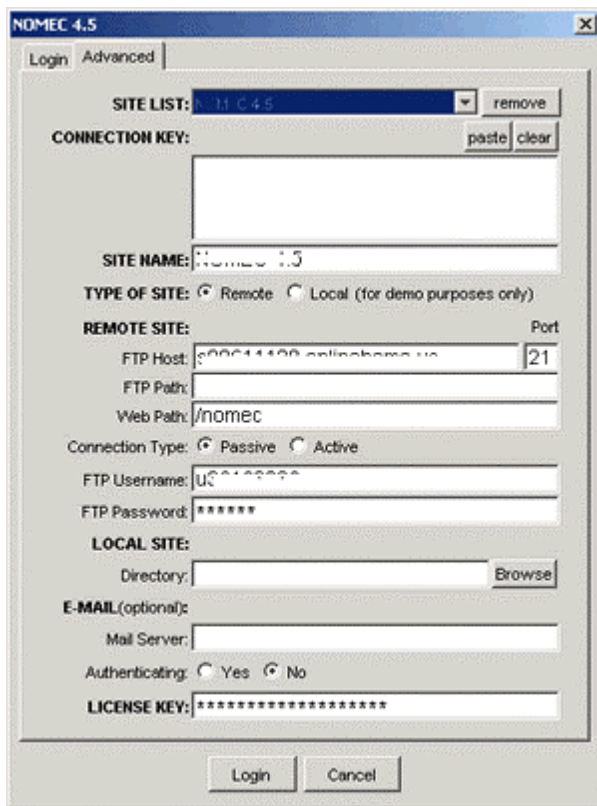 NOMEC 4.5
Login Advanced
SITE LIST: remove
CONNECTION KEY: paste clear
SITE NAME:
TYPE OF SITE: Remote Local (for demo purposes only)
REMOTE SITE: Port
FTP Host: 21
FTP Path:
Web Path: /nomec
Connection Type: Passive Active
FTP Username:
FTP Password: ******
LOCAL SITE:
Directory: Browse
E-MAIL(optional):
Mail Server:
Authenticating: Yes No
LICENSE KEY: *******************
Login Cancel